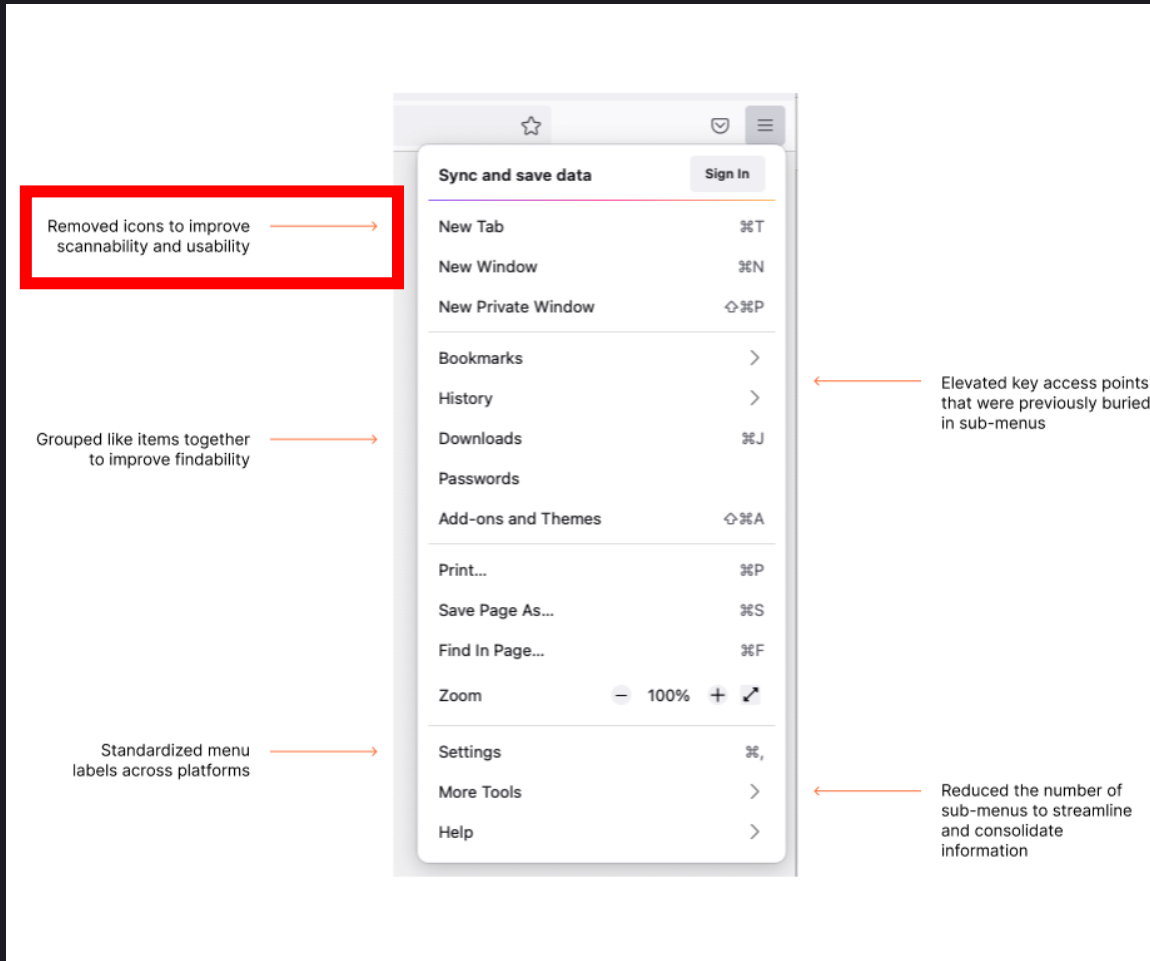 Sync and save data Sign In
Removed icons to improve
scannability and usability
New Tab ⌘T
New Window ⌘N
New Private Window ⇧⌘P
Bookmarks
History
Elevated key access points
that were previously buried
in sub-menus
Grouped like items together
to improve findability
Downloads ⌘J
Passwords
Add-ons and Themes ⇧⌘A
Print... ⌘P
Save Page As... ⌘S
Find In Page... ⌘F
Zoom − 100% +
Standardized menu
labels across platforms
Settings ⌘,
More Tools
Help
Reduced the number of
sub-menus to streamline
and consolidate
information